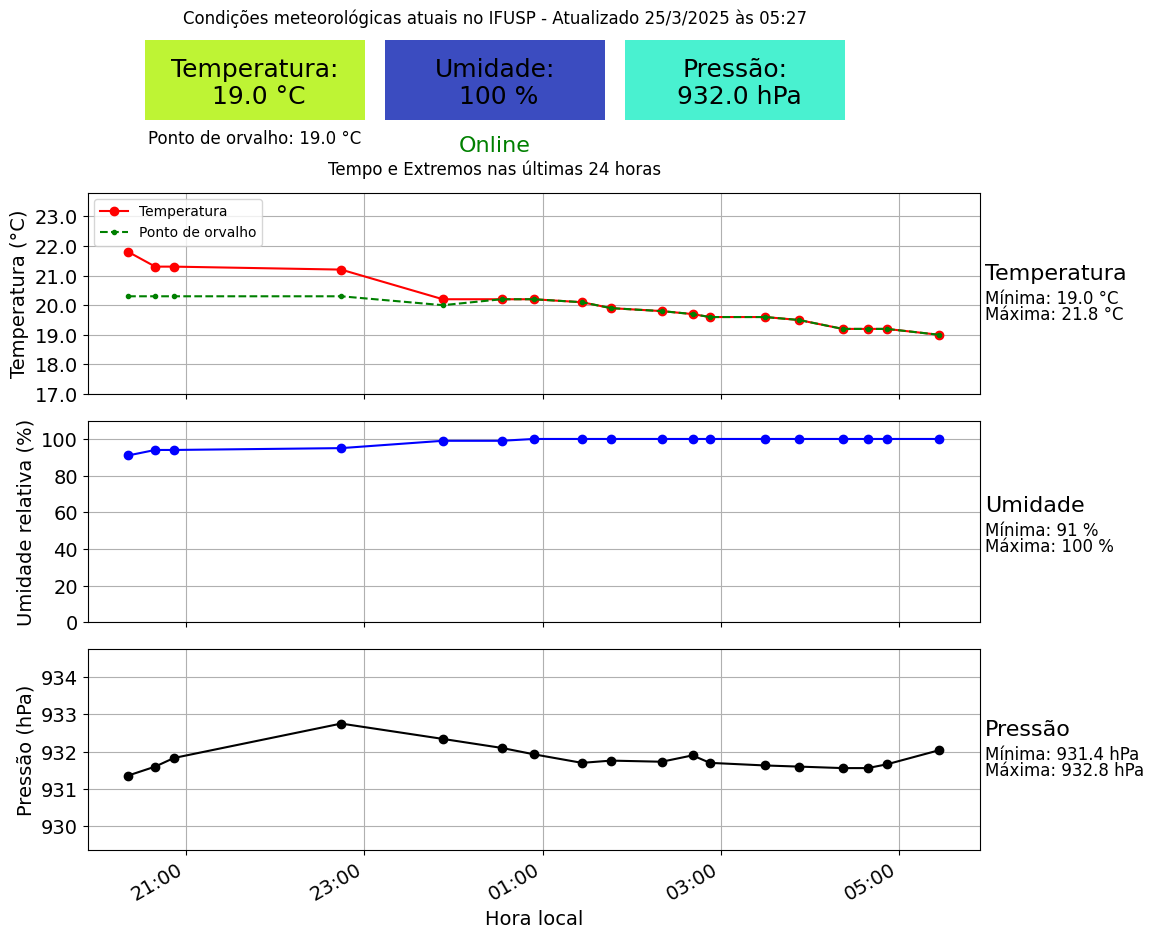 Condições meteorológicas atuais no IFUSP - Atualizado 25/3/2025 às 05:27
Temperatura:
19.0 °C
Umidade:
100 %
Pressão:
932.0 hPa
Ponto de orvalho: 19.0 °C
Online
Tempo e Extremos nas últimas 24 horas
Temperatura (°C)
23.0
22.0
21.0
20.0
19.0
18.0
17.0
Temperatura
Ponto de orvalho
Temperatura
Mínima: 19.0 °C
Máxima: 21.8 °C
Umidade relativa (%)
100
80
60
40
20
0
Umidade
Mínima: 91 %
Máxima: 100 %
Pressão (hPa)
934
933
932
931
930
Pressão
Mínima: 931.4 hPa
Máxima: 932.8 hPa
21:00
23:00
01:00
03:00
05:00
Hora local